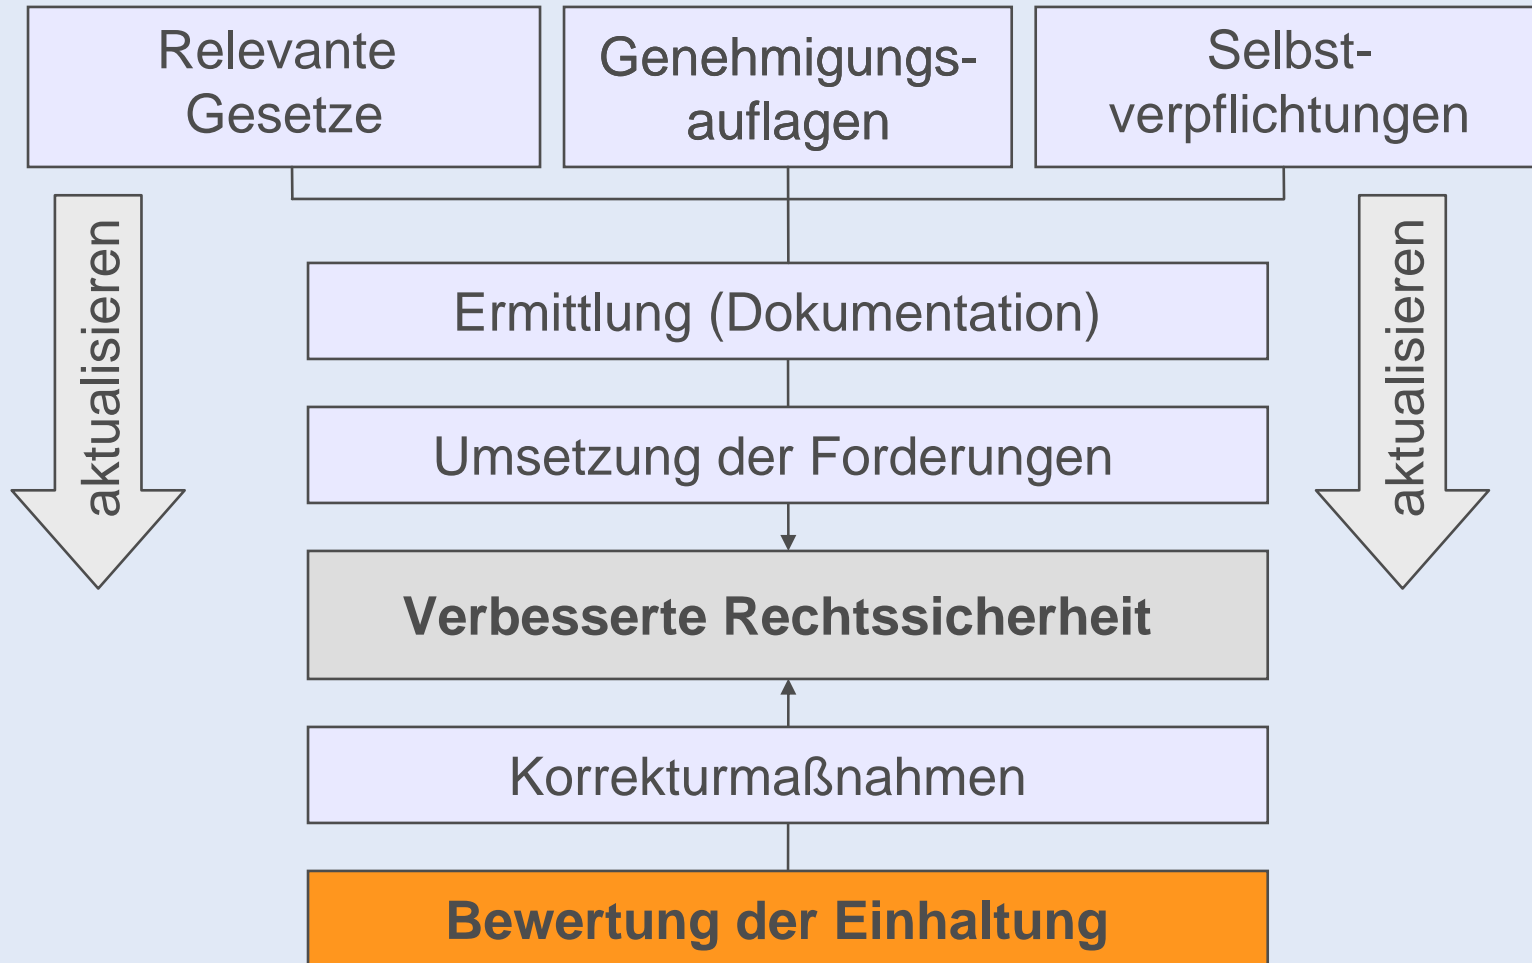 Relevante
Gesetze
Genehmigungs-
auflagen
Selbst-
verpflichtungen
aktualisieren
aktualisieren
Ermittlung (Dokumentation)
Umsetzung der Forderungen
Verbesserte Rechtssicherheit
Korrekturmaßnahmen
Bewertung der Einhaltung